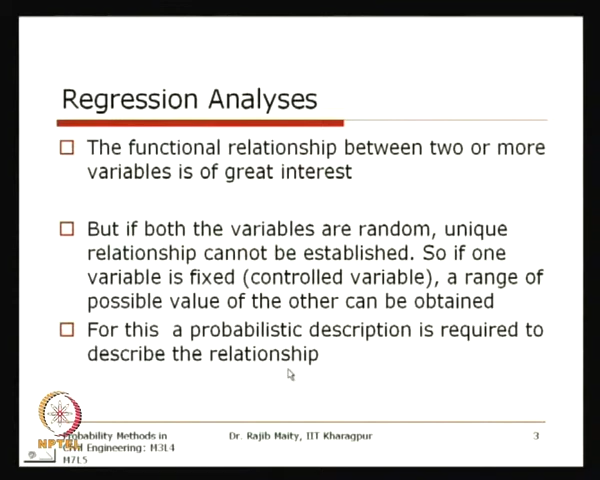 Regression Analyses
The functional relationship between two or more
variables is of great interest
But if both the variables are random, unique
relationship cannot be established. So if one
variable is fixed (controlled variable), a range of
possible value of the other can be obtained
For this a probabilistic description is required to
describe the relationship
NPTEL
Probability Methods in
Civil Engineering: M3L4
M7L5
Dr. Rajib Maity, IIT Kharagpur
3